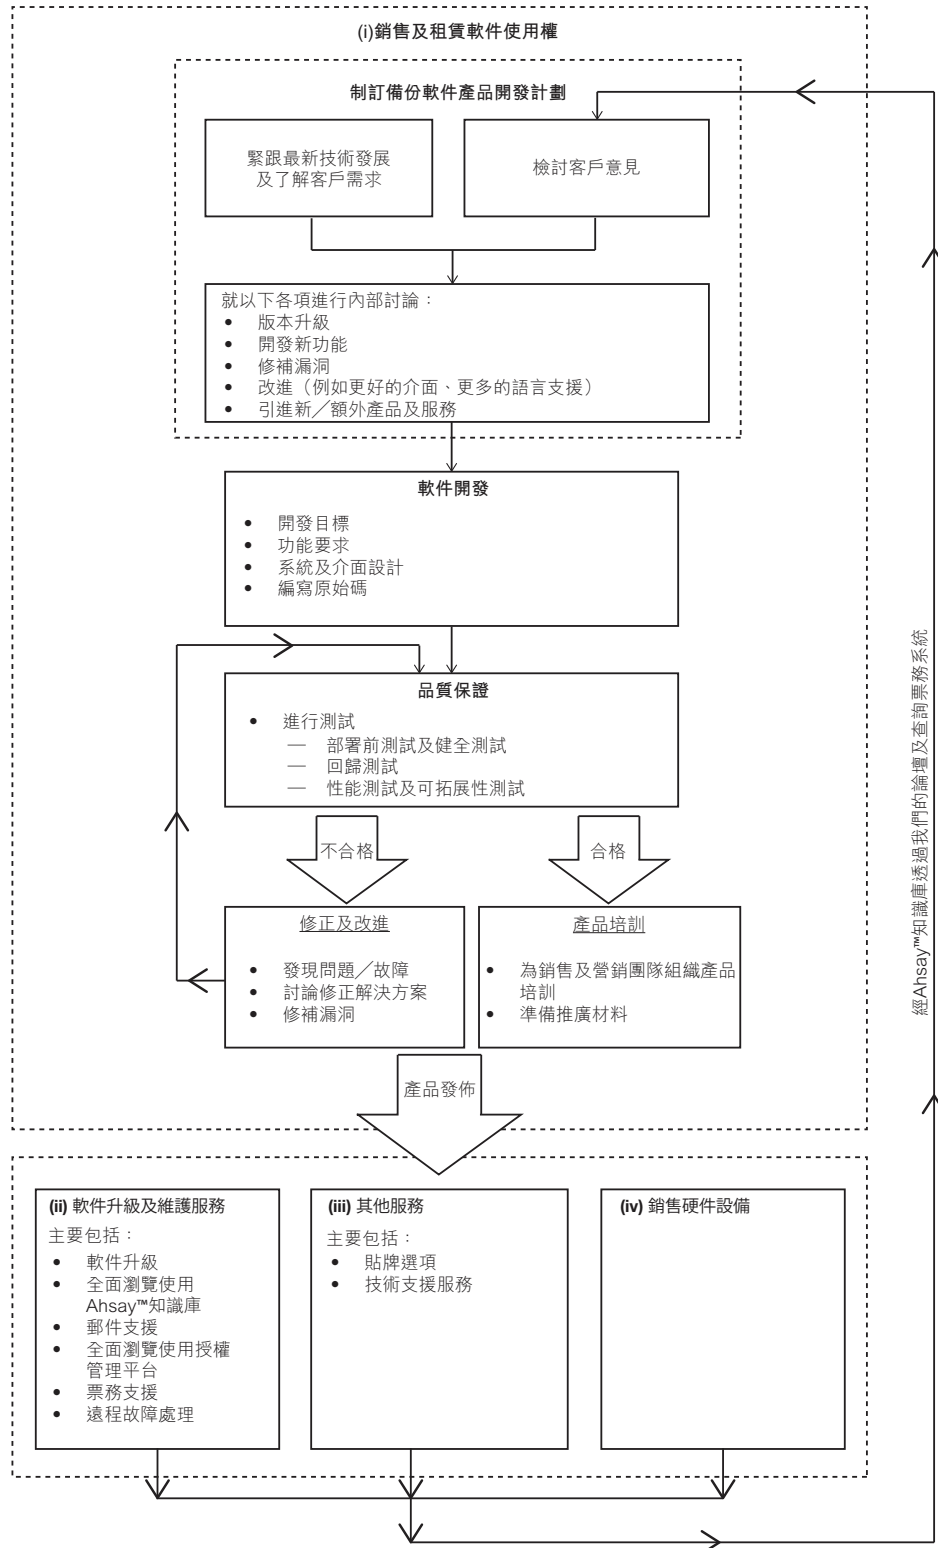 (i)銷售及租賃軟件使用權
制訂備份軟件產品開發計劃
緊跟最新技術發展
及了解客戶需求
檢討客戶意見
就以下各項進行內部討論：
• 版本升級
• 開發新功能
• 修補漏洞
• 改進（例如更好的介面、更多的語言支援）
• 引進新／額外產品及服務
軟件開發
• 開發目標
• 功能要求
• 系統及介面設計
• 編寫原始碼
品質保證
• 進行測試
— 部署前測試及健全測試
— 回歸測試
— 性能測試及可拓展性測試
不合格
合格
修正及改進
• 發現問題／故障
• 討論修正解決方案
• 修補漏洞
產品培訓
• 為銷售及營銷團隊組織產品
培訓
• 準備推廣材料
產品發佈
(ii) 軟件升級及維護服務
主要包括：
• 軟件升級
• 全面瀏覽使用
Ahsay™知識庫
• 郵件支援
• 全面瀏覽使用授權
管理平台
• 票務支援
• 遠程故障處理
(iii) 其他服務
主要包括：
• 貼牌選項
• 技術支援服務
(iv) 銷售硬件設備
經Ahsay™知識庫透過我們的論壇及查詢票務系統